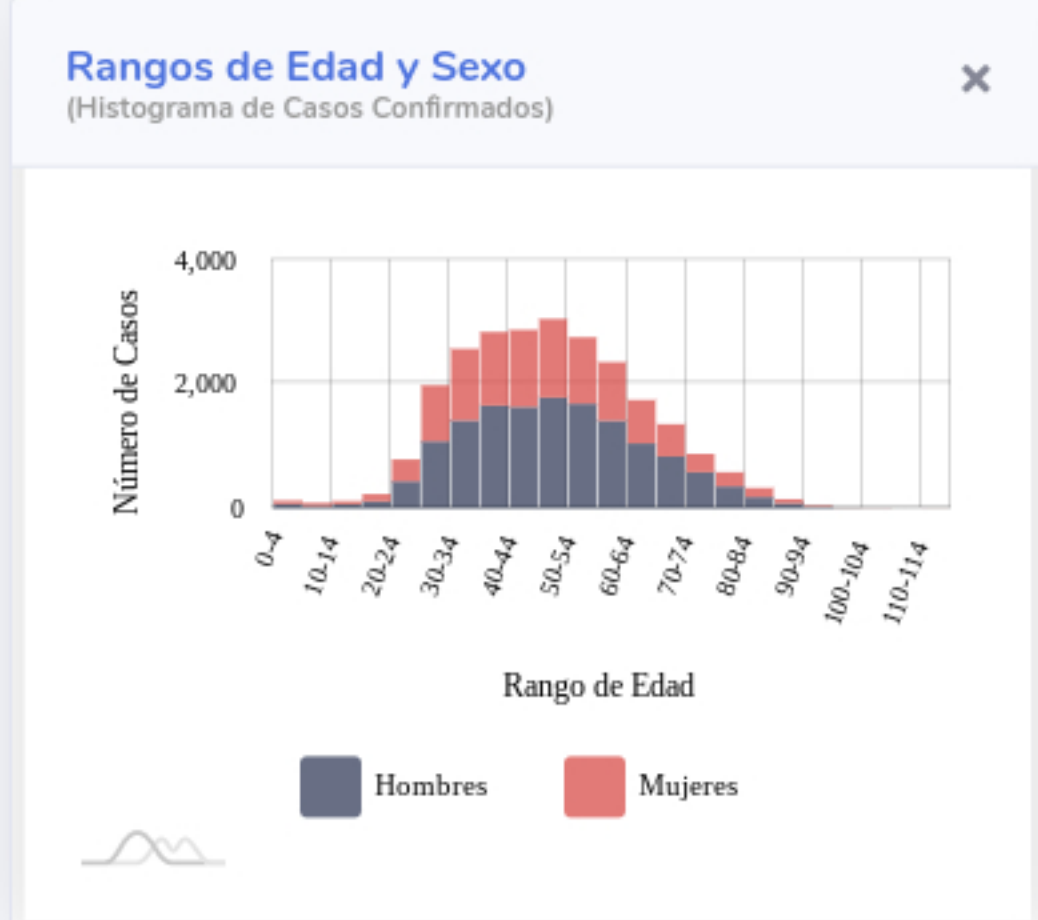 Rangos de Edad y Sexo
(Histograma de Casos Confirmados)
×
4,000
2,000
0
Número de Casos
0-4
10-14
20-24
30-34
40-44
50-54
60-64
70-74
80-84
90-94
100-104
110-114
Rango de Edad
Hombres
Mujeres